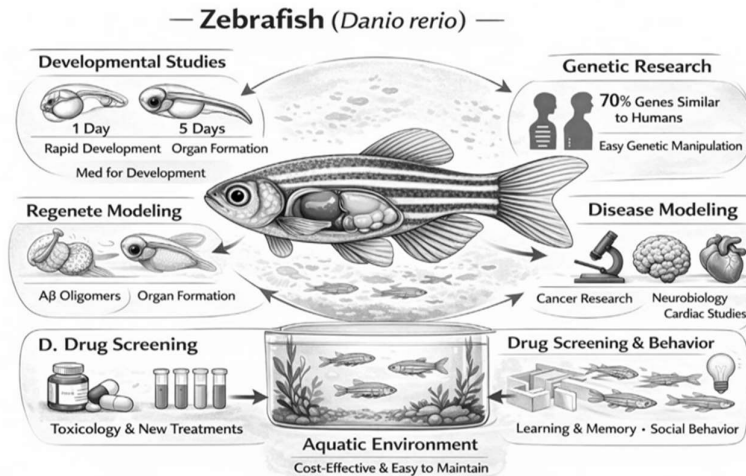 Zebrafish (Danio rerio)
Developmental Studies
1 Day
5 Days
Rapid Development
Organ Formation
Med for Development
Genetic Research
70% Genes Similar
to Humans
Easy Genetic Manipulation
Regenete Modeling
Aβ Oligomers
Organ Formation
Disease Modeling
Cancer Research
Neurobiology
Cardiac Studies
D. Drug Screening
Toxicology & New Treatments
Drug Screening & Behavior
Learning & Memory · Social Behavior
Aquatic Environment
Cost-Effective & Easy to Maintain